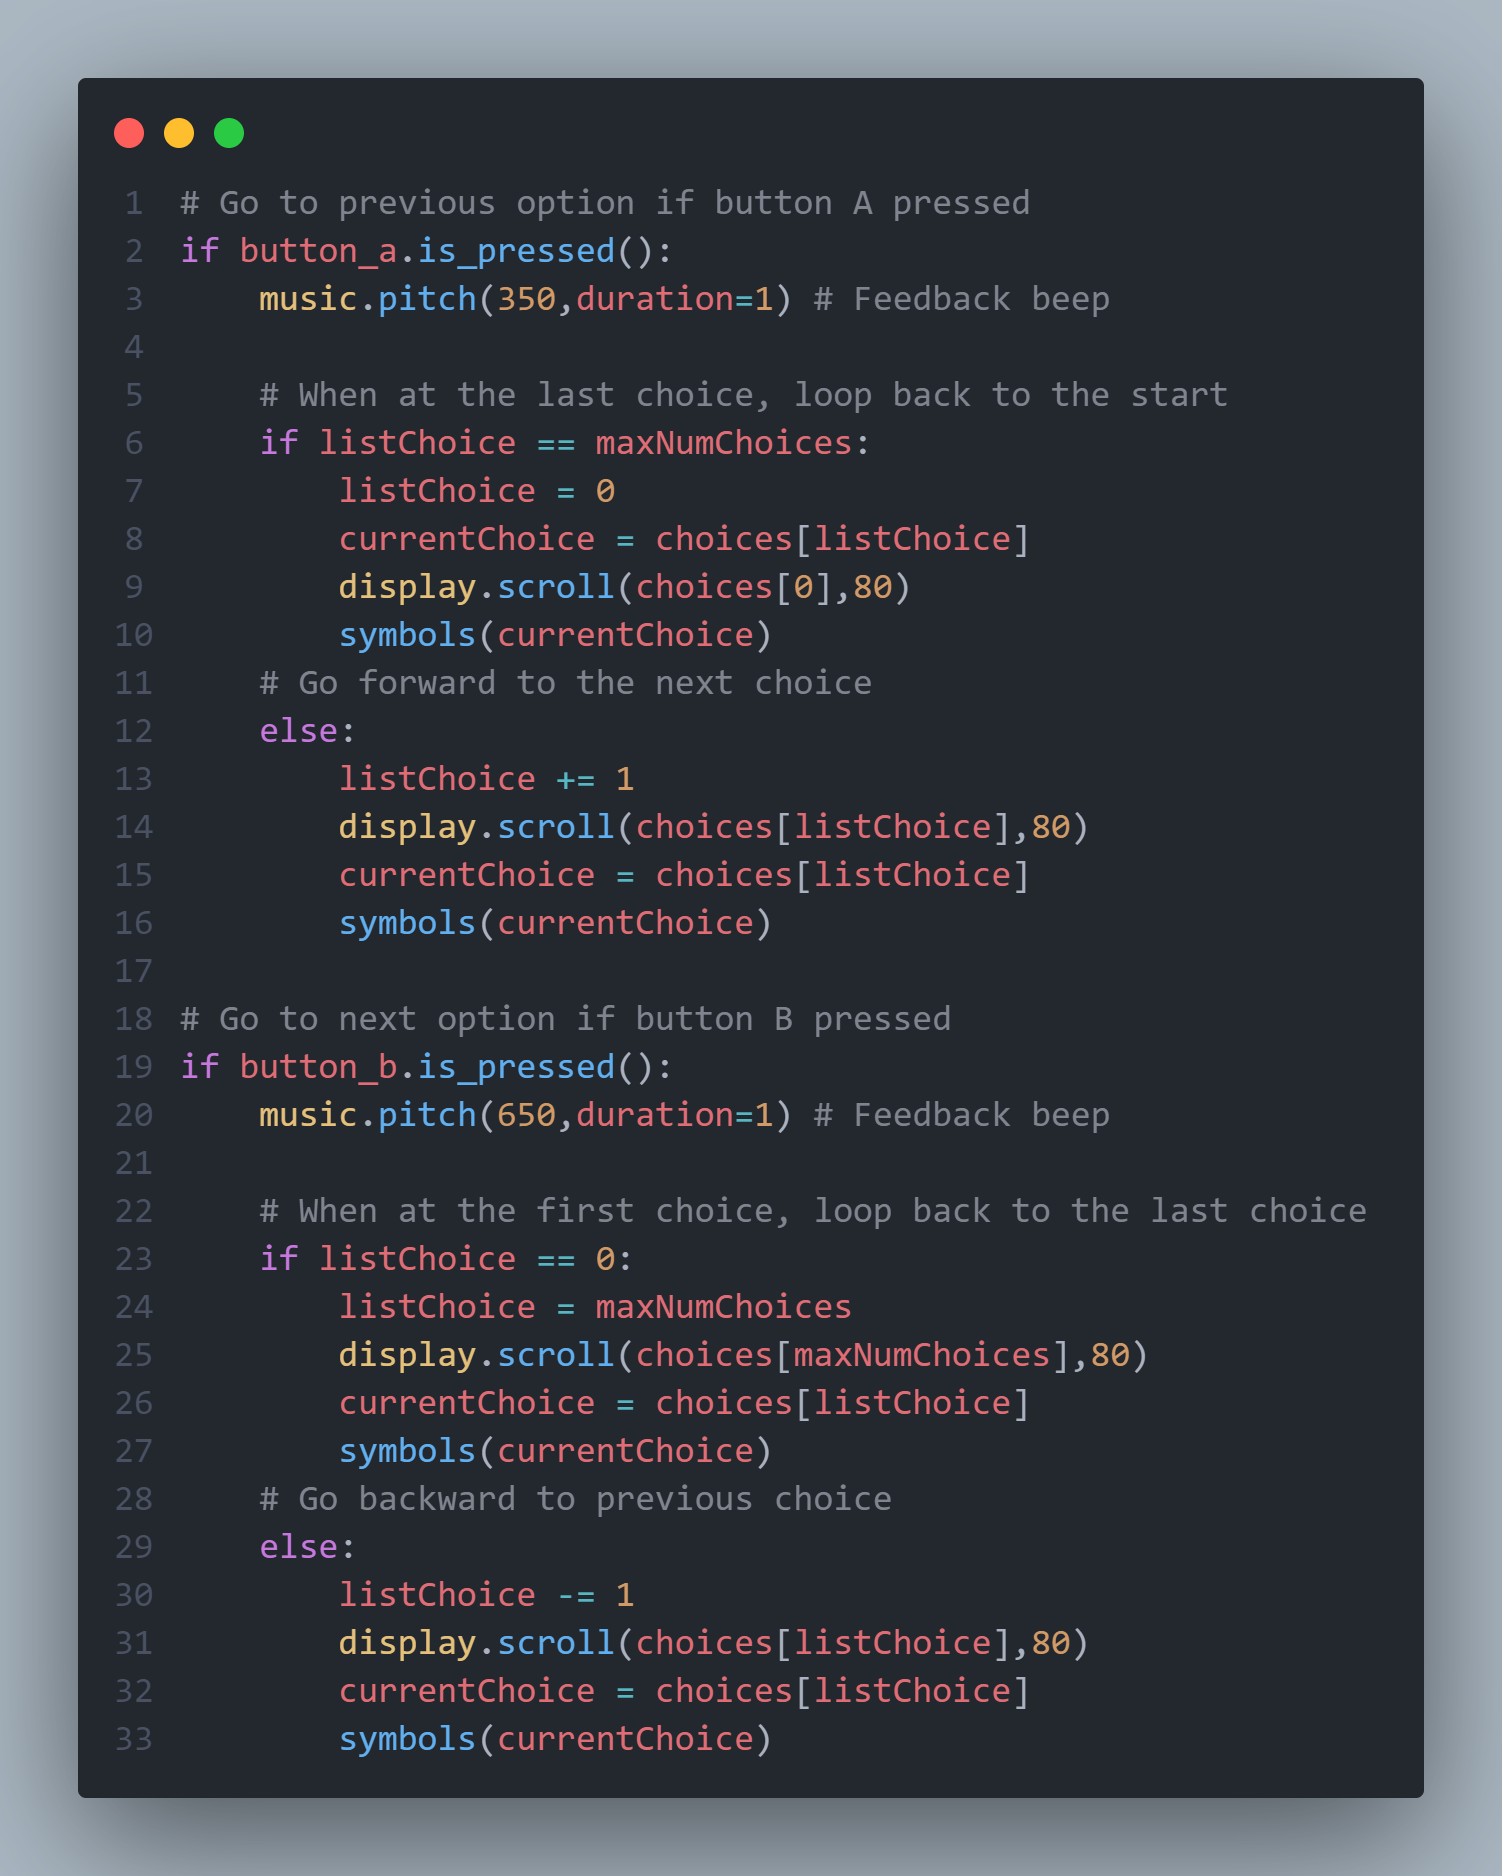 1 # Go to previous option if button A pressed
2 if button_a.is_pressed():
3     music.pitch(350,duration=1) # Feedback beep
4
5     # When at the last choice, loop back to the start
6     if listChoice == maxNumChoices:
7         listChoice = 0
8         currentChoice = choices[listChoice]
9         display.scroll(choices[0],80)
10         symbols(currentChoice)
11     # Go forward to the next choice
12     else:
13         listChoice += 1
14         display.scroll(choices[listChoice],80)
15         currentChoice = choices[listChoice]
16         symbols(currentChoice)
17
18 # Go to next option if button B pressed
19 if button_b.is_pressed():
20     music.pitch(650,duration=1) # Feedback beep
21
22     # When at the first choice, loop back to the last choice
23     if listChoice == 0:
24         listChoice = maxNumChoices
25         display.scroll(choices[maxNumChoices],80)
26         currentChoice = choices[listChoice]
27         symbols(currentChoice)
28     # Go backward to previous choice
29     else:
30         listChoice -= 1
31         display.scroll(choices[listChoice],80)
32         currentChoice = choices[listChoice]
33         symbols(currentChoice)